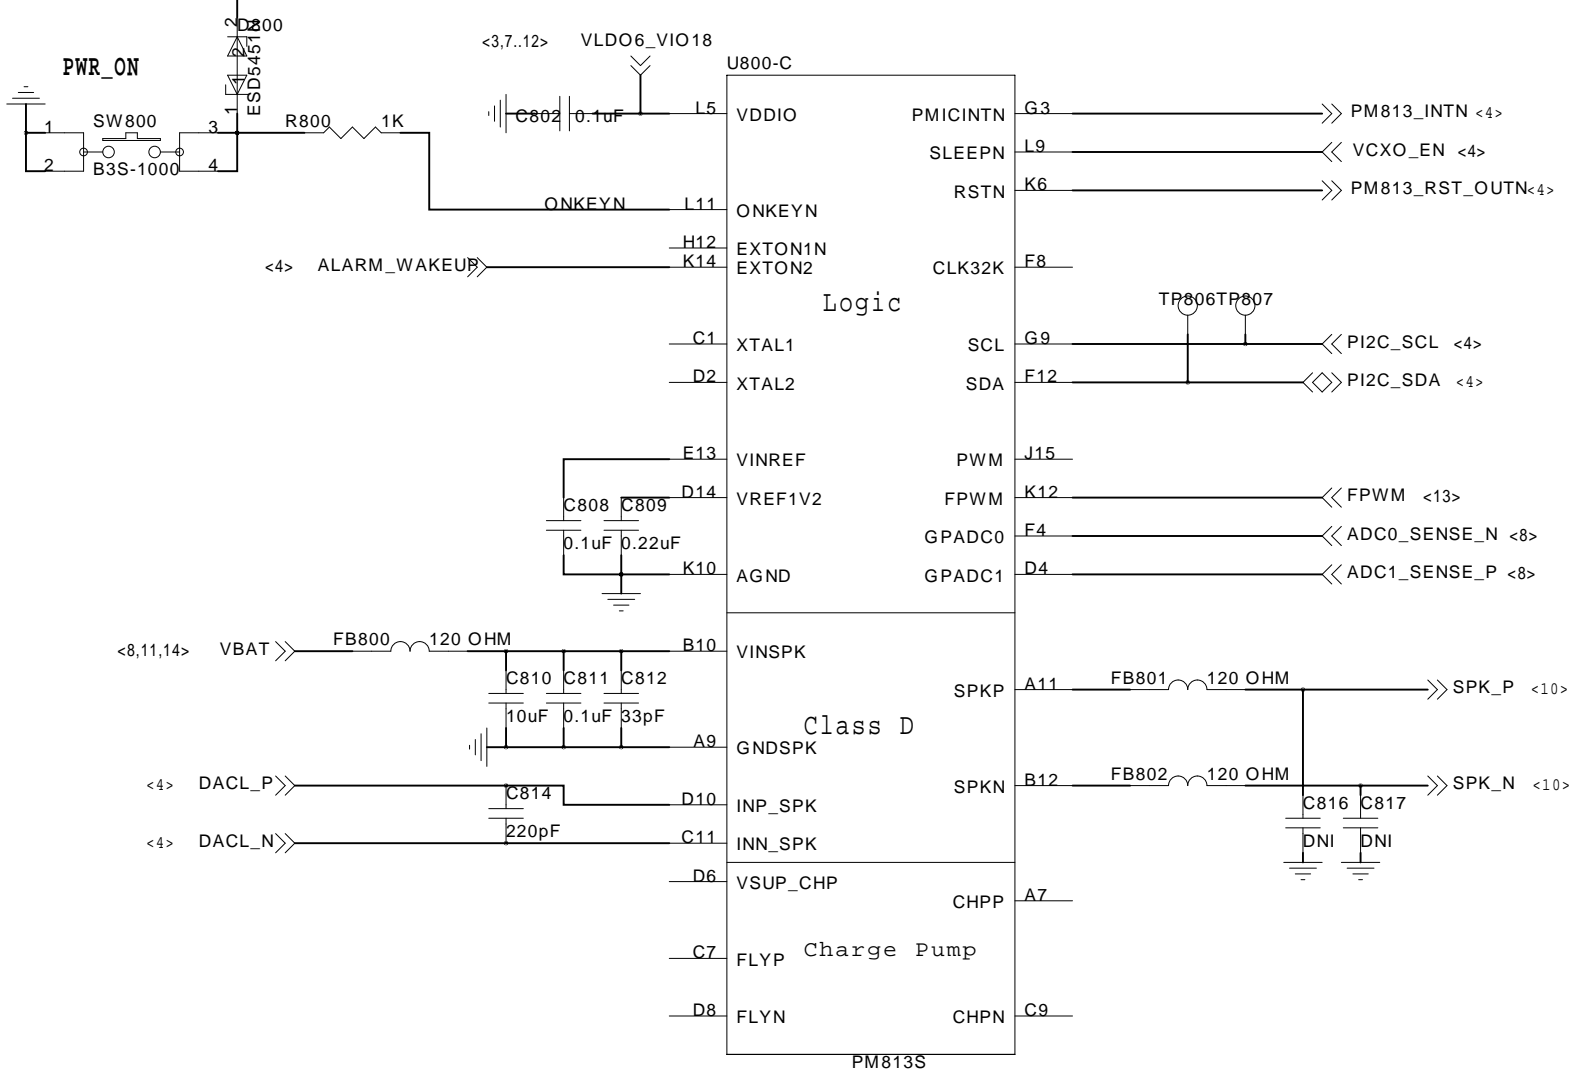 2 D800
ESD5451N
2
1
1
PWR_ON
1 SW800 3
2 B3S-1000 4
R800 1K
<3,7..12> VLDO6_VIO18
U800-C
C802 0.1uF L5 VDDIO
PMICINTN G3 PM813_INTN <4>
SLEEPN L9 VCXO_EN <4>
RSTN K6 PM813_RST_OUTN<4>
ONKEYN L11 ONKEYN
H12 EXTON1N
<4> ALARM_WAKEUP K14 EXTON2
CLK32K F8
Logic
TP806 TP807
C1 XTAL1
SCL G9 PI2C_SCL <4>
D2 XTAL2
SDA F12 PI2C_SDA <4>
E13 VINREF
PWM J15
D14 VREF1V2
FPWM K12 FPWM <13>
C808 C809
0.1uF 0.22uF
GPADC0 F4 ADC0_SENSE_N <8>
K10 AGND
GPADC1 D4 ADC1_SENSE_P <8>
<8,11,14> VBAT FB800 120 OHM B10 VINSPK
C810 C811 C812
10uF 0.1uF 33pF
SPKP A11 FB801 120 OHM SPK_P <10>
Class D
A9 GNDSPK
<4> DACL_P D10 INP_SPK
SPKN B12 FB802 120 OHM SPK_N <10>
C814
220pF
C816 C817
DNI DNI
<4> DACL_N C11 INN_SPK
D6 VSUP_CHP
CHPP A7
Charge Pump
C7 FLYP
D8 FLYN
CHPN C9
PM813S